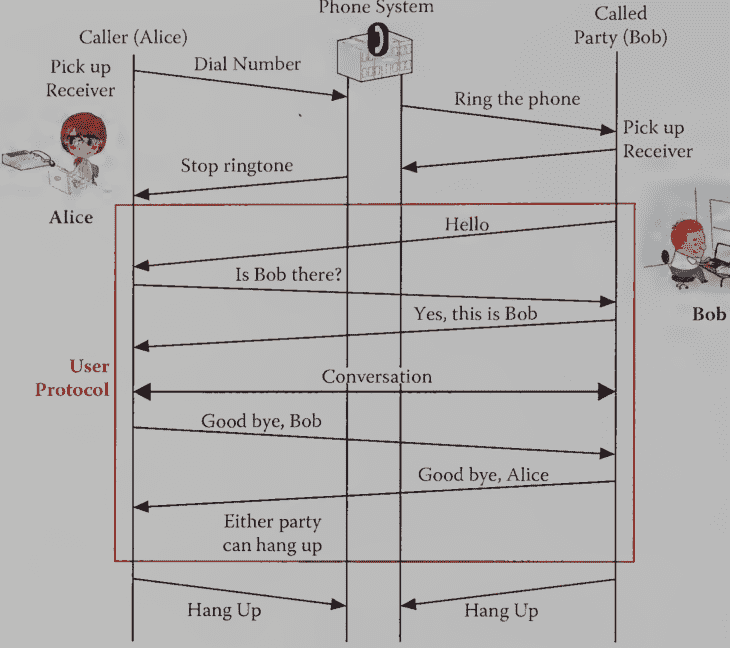 Phone System
Caller (Alice)
Called
Party (Bob)
Pick up
Receiver
Dial Number
Ring the phone
Pick up
Receiver
Stop ringtone
Alice
Hello
Is Bob there?
Yes, this is Bob
Bob
User
Protocol
Conversation
Good bye, Bob
Good bye, Alice
Either party
can hang up
Hang Up
Hang Up